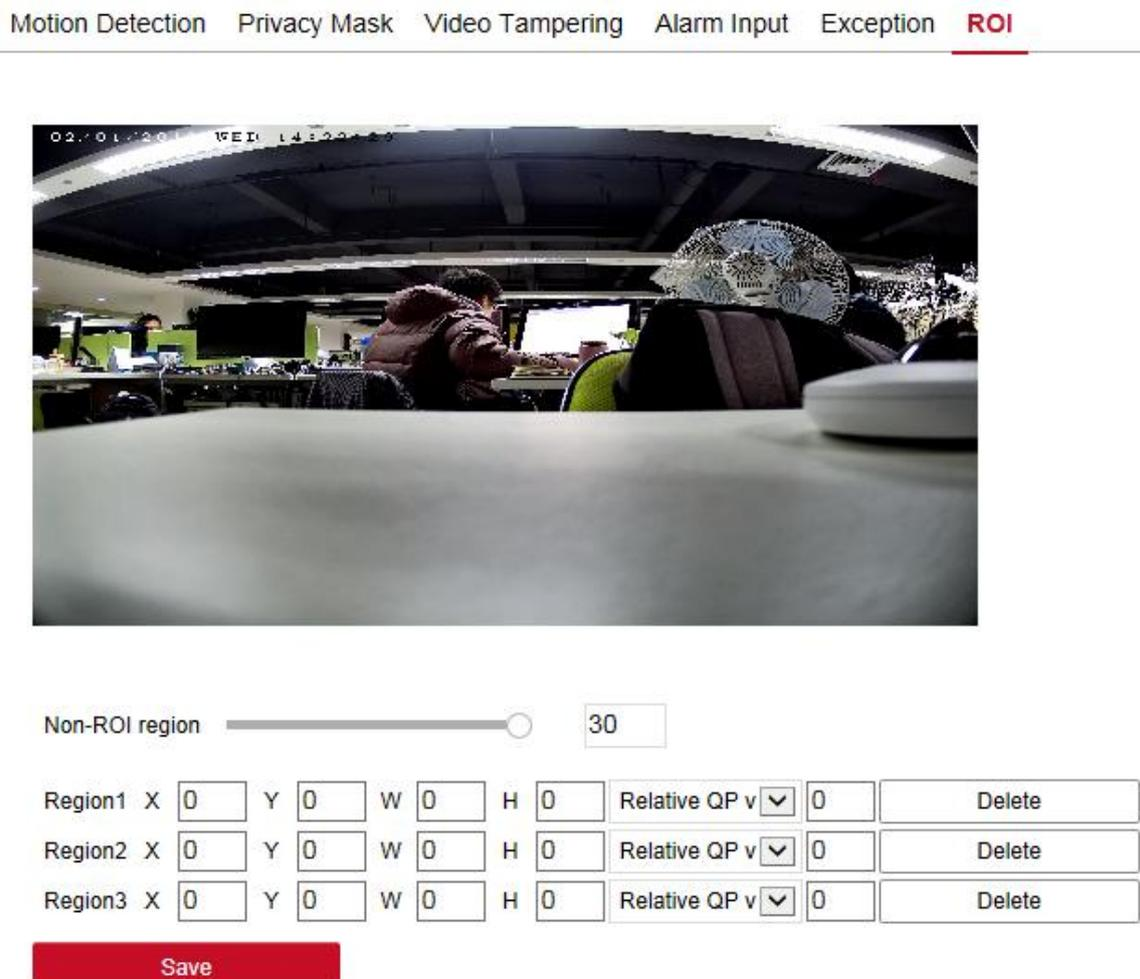 Motion Detection Privacy Mask Video Tampering Alarm Input Exception ROI
WED
Non-ROI region 30
Region1 X 0 Y 0 W 0 H 0 Relative QP v 0 Delete
Region2 X 0 Y 0 W 0 H 0 Relative QP v 0 Delete
Region3 X 0 Y 0 W 0 H 0 Relative QP v 0 Delete
Save